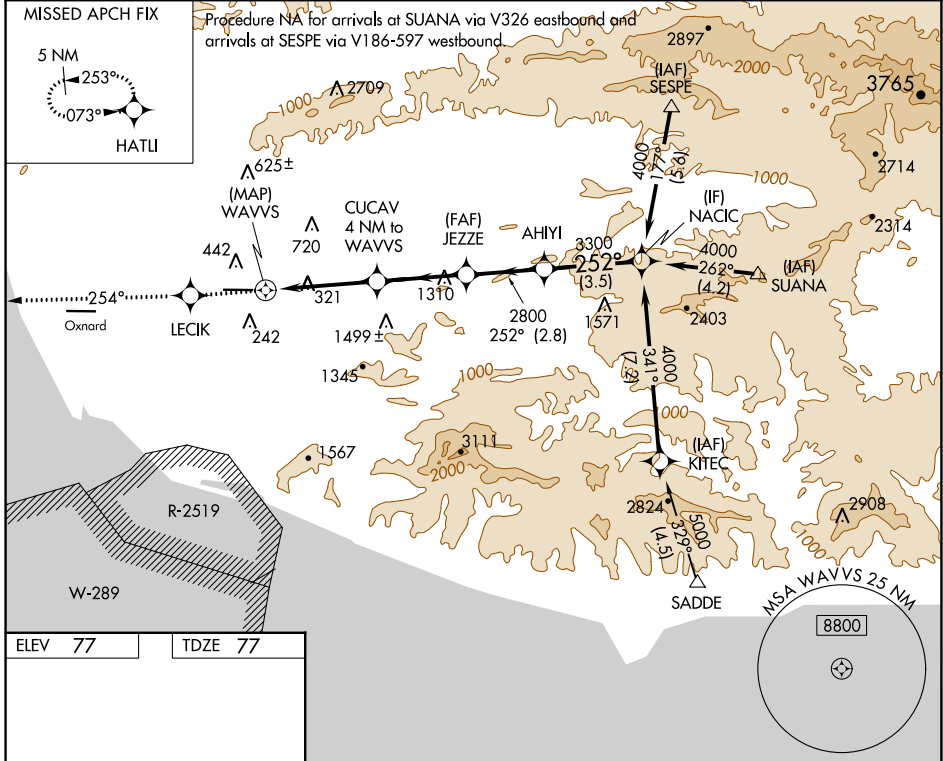 MISSED APCH FIX
5 NM
253°
073°
HATLI
Procedure NA for arrivals at SUANA via V326 eastbound and
arrivals at SESPE via V186-597 westbound.
2897
2000
(IAF)
SESPE
3765
1000
2709
4000
177°
(5.6)
2714
1000
625±
(MAP)
WAVVS
CUCAV
4 NM to
WAVVS
(FAF)
JEZZE
AHIYI
(IF)
NACIC
2314
442
720
3300
252°
(3.5)
4000
262°
(4.2)
(IAF)
SUANA
254°
Oxnard
LECIK
321
1310
2800
252° (2.8)
1571
2403
242
1499±
1345
1000
4000
341°
(7.2)
1000
1567
3111
2000
(IAF)
KITEC
R-2519
2824
5000
329°
(4.5)
2908
1000
W-289
SADDE
MSA WAVVS 25 NM
8800
ELEV 77
TDZE 77